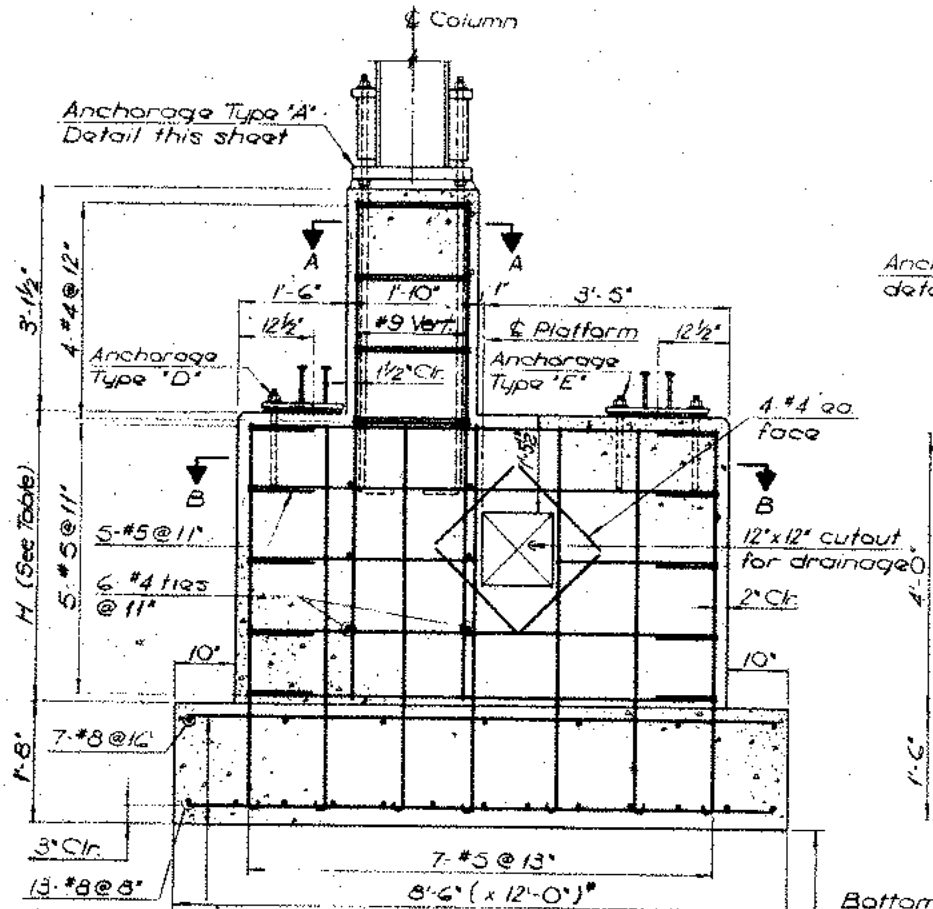 ℄ Column
Anchorage Type "A"
Detail this sheet
A
A
3'-1½"
4-#4@12"
1'-6"
1'-10"
1"
3'-5"
12½"
#9 Vert.
℄ Platform
12½"
Anchorage
Type "D"
1½" Clr.
Anchorage
Type "E"
4-#4 ea.
face
B
B
H (See Table)
5-#5@11"
5-#5@11"
12"x12" cutout
for drainage
6-#4 ties
@ 11"
2" Clr.
4'-0"
10"
10"
7-#8@16"
1'-8"
1'-6"
3" Clr.
7-#5@13"
13-#8@8"
8'-6" (x 12'-0")*
Bottom